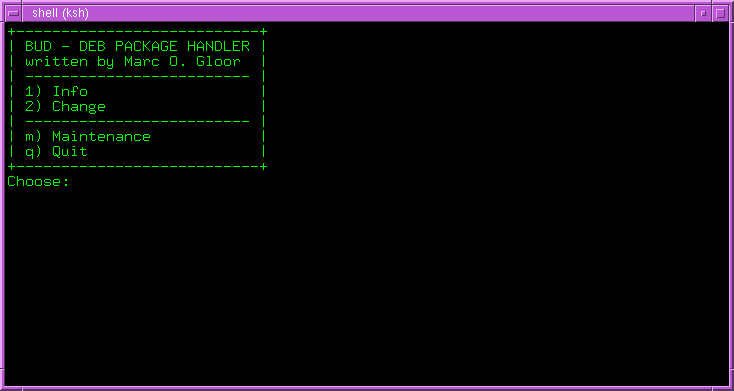 shell (ksh)
+---------------------------+
| BUD - DEB PACKAGE HANDLER |
| written by Marc O. Gloor  |
| ------------------------- |
| 1) Info                   |
| 2) Change                 |
| ------------------------- |
| m) Maintenance            |
| q) Quit                   |
+---------------------------+
Choose: